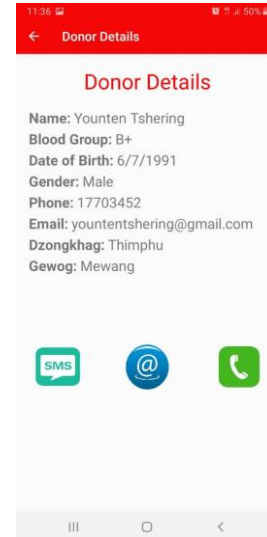 11:36 50%
Donor Details
Donor Details
Name: Younten Tshering
Blood Group: B+
Date of Birth: 6/7/1991
Gender: Male
Phone: 17703452
Email: yountentshering@gmail.com
Dzongkhag: Thimphu
Gewog: Mewang
SMS @